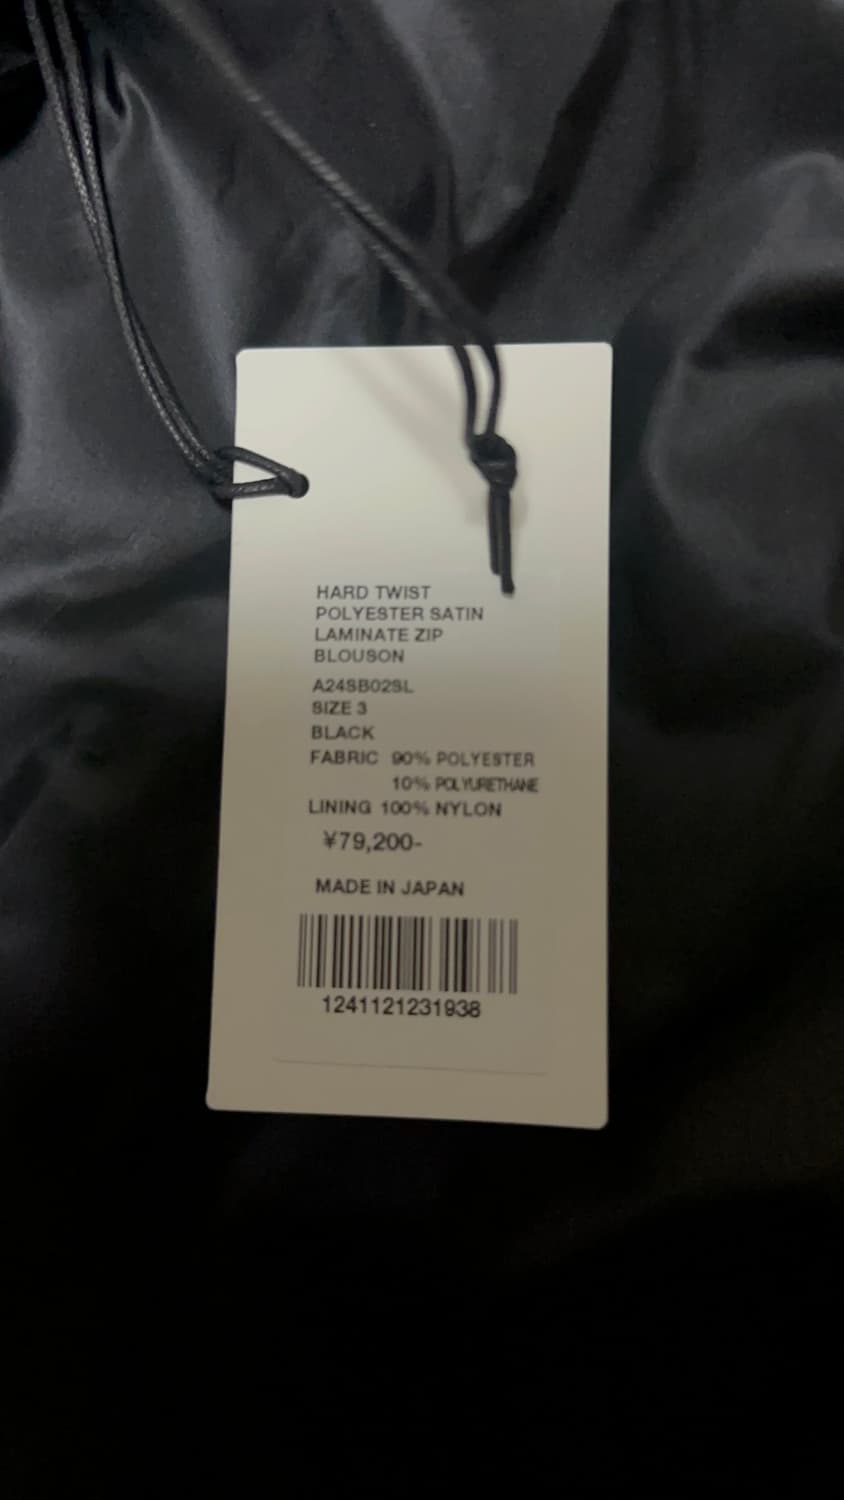 HARD TWIST
POLYESTER SATIN
LAMINATE ZIP
BLOUSON
A24SB02SL
SIZE 3
BLACK
FABRIC 90% POLYESTER
10% POLYURETHANE
LINING 100% NYLON
¥79,200-
MADE IN JAPAN
1241121231938